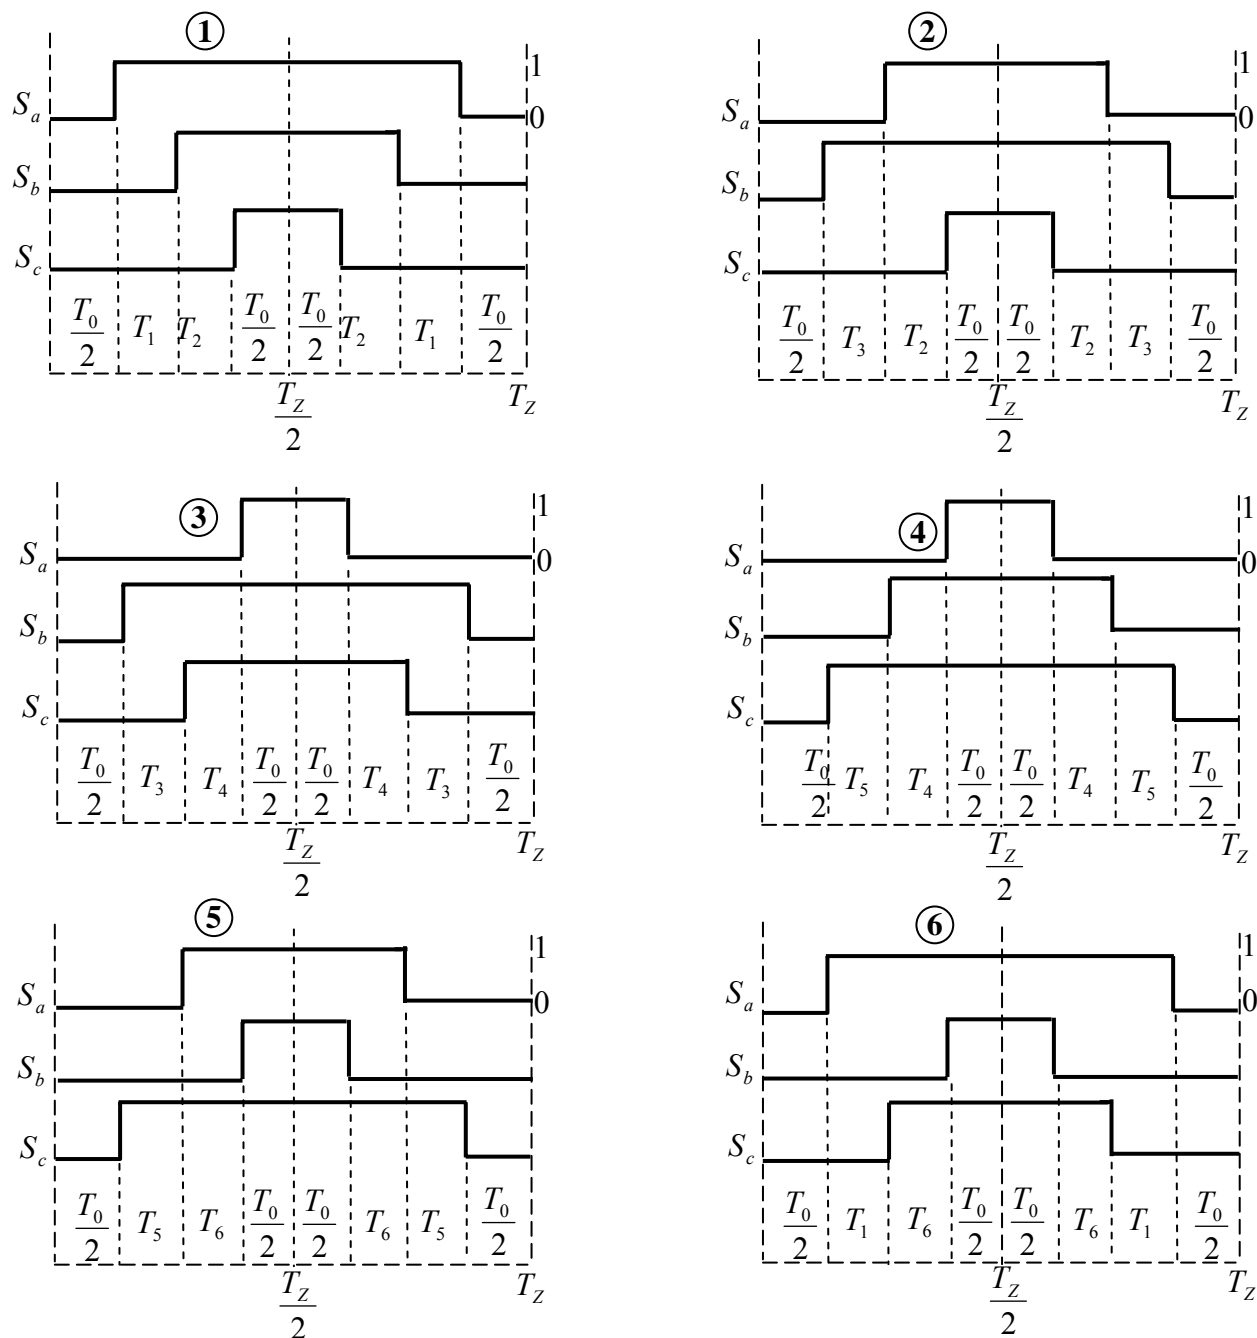 ① ②
1 1
S_a 0 S_a 0
S_b S_b
S_c S_c
T_0/2 T_1 T_2 T_0/2 T_0/2 T_2 T_1 T_0/2
T_0/2 T_3 T_2 T_0/2 T_0/2 T_2 T_3 T_0/2
T_Z/2 T_Z T_Z/2 T_Z
③ ④
1 1
S_a 0 S_a 0
S_b S_b
S_c S_c
T_0/2 T_3 T_4 T_0/2 T_0/2 T_4 T_3 T_0/2
T_0/2 T_5 T_4 T_0/2 T_0/2 T_4 T_5 T_0/2
T_Z/2 T_Z T_Z/2 T_Z
⑤ ⑥
1 1
S_a 0 S_a 0
S_b S_b
S_c S_c
T_0/2 T_5 T_6 T_0/2 T_0/2 T_6 T_5 T_0/2
T_0/2 T_1 T_6 T_0/2 T_0/2 T_6 T_1 T_0/2
T_Z/2 T_Z T_Z/2 T_Z